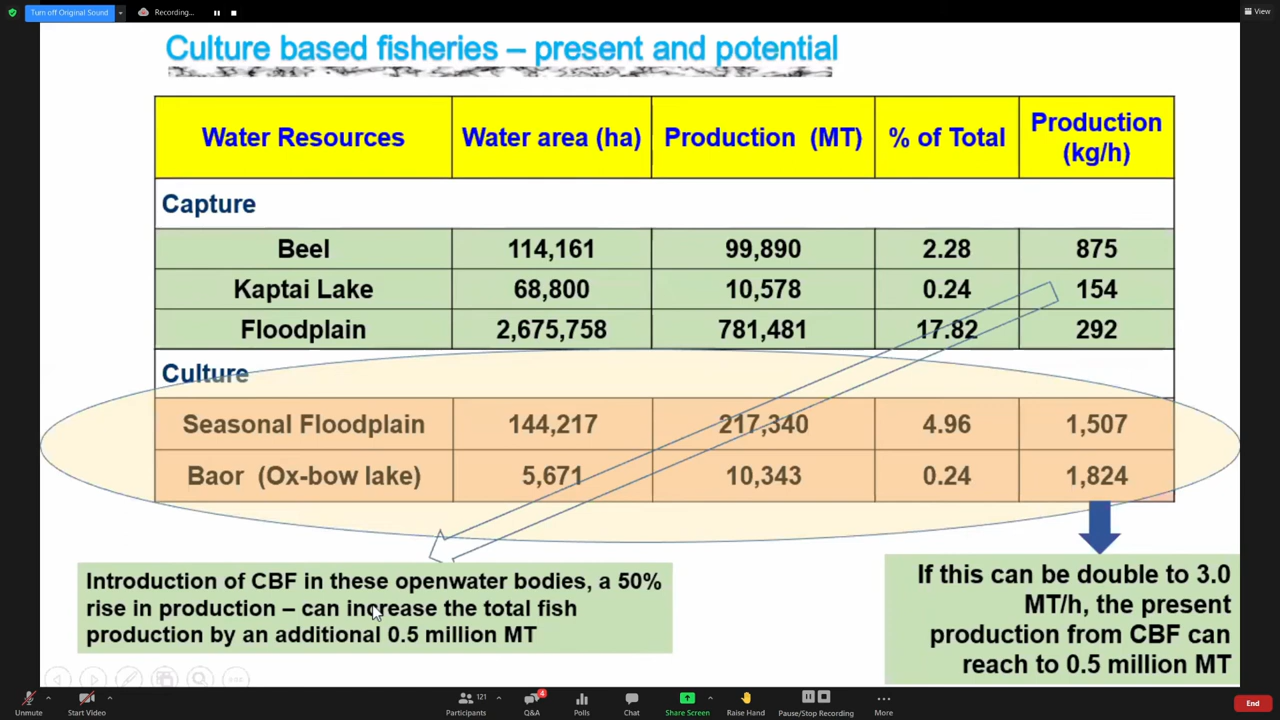 Turn off Original Sound
Recording...
View
Culture based fisheries – present and potential
Water Resources Water area (ha) Production (MT) % of Total Production (kg/h)
Capture
Beel 114,161 99,890 2.28 875
Kaptai Lake 68,800 10,578 0.24 154
Floodplain 2,675,758 781,481 17.82 292
Culture
Seasonal Floodplain 144,217 217,340 4.96 1,507
Baor (Ox-bow lake) 5,671 10,343 0.24 1,824
Introduction of CBF in these openwater bodies, a 50%
rise in production – can increase the total fish
production by an additional 0.5 million MT
If this can be double to 3.0
MT/h, the present
production from CBF can
reach to 0.5 million MT
Unmute
Start Video
121
Participants
4
Q&A
Polls
Chat
Share Screen
Raise Hand
Pause/Stop Recording
More
End